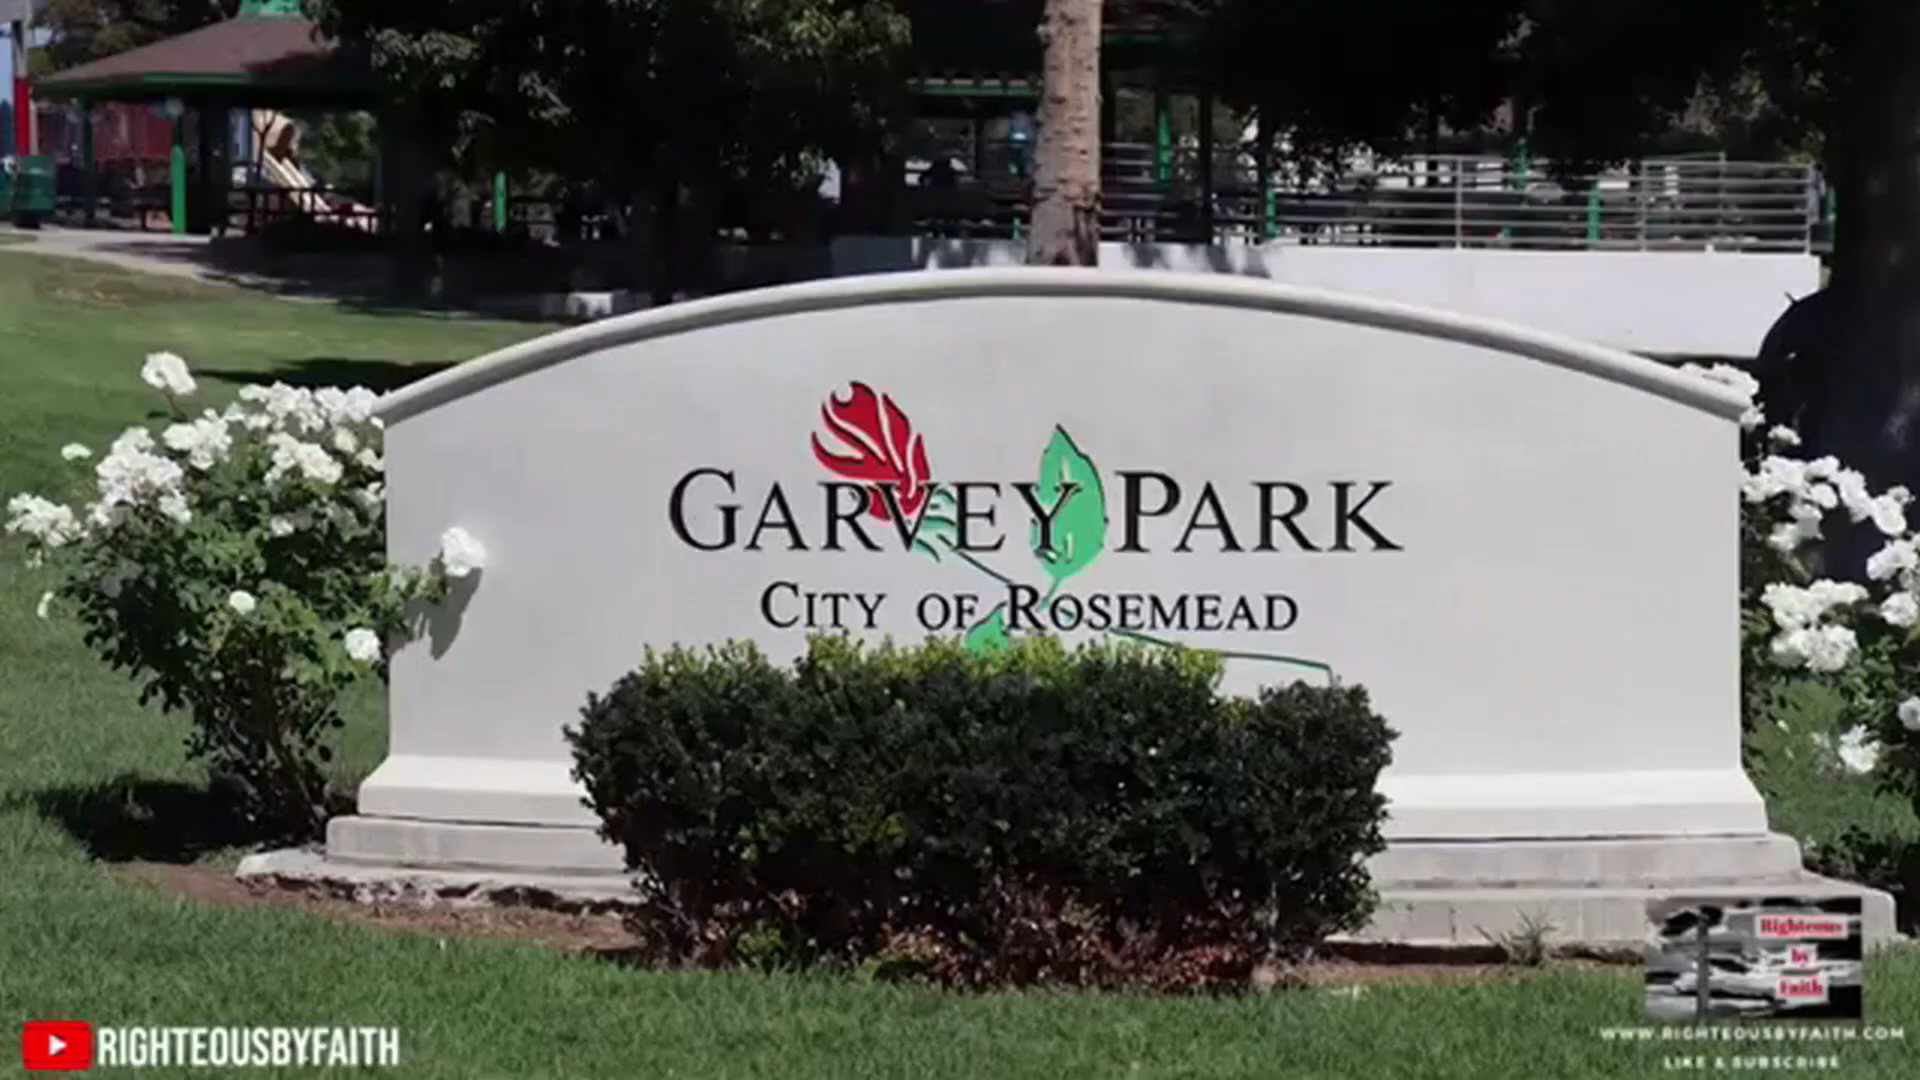 GARVEY PARK
CITY OF ROSEMEAD
Righteous
by
Faith
RIGHTEOUSBYFAITH
WWW.RIGHTEOUSBYFAITH.COM
LIKE & SUBSCRIBE